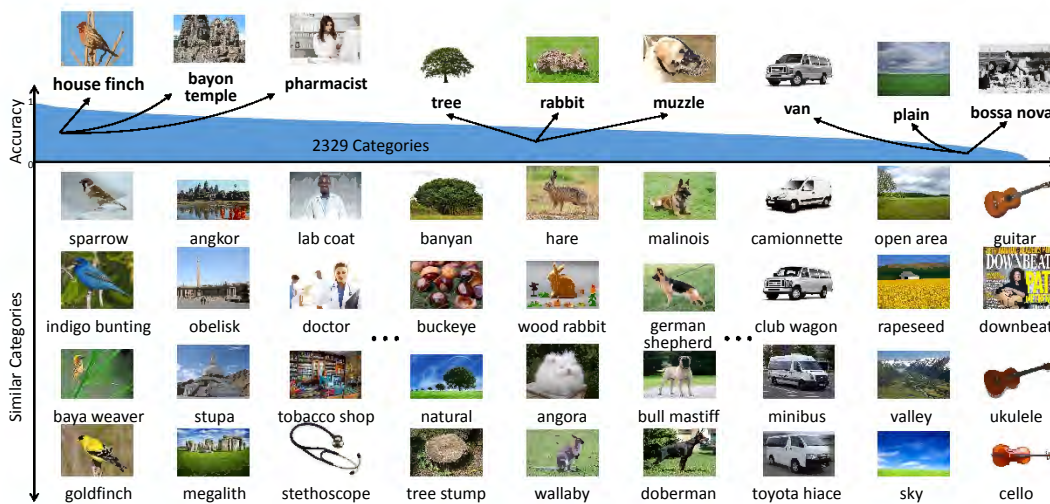 house finch
bayon
temple
pharmacist
tree
rabbit
muzzle
van
plain
bossa nova
Accuracy
1
0
2329 Categories
Similar Categories
sparrow
angkor
lab coat
banyan
hare
malinois
camionnette
open area
guitar
DOWNBEAT
PAT
indigo bunting
obelisk
doctor
...
buckeye
wood rabbit
german
shepherd
...
club wagon
rapeseed
downbeat
baya weaver
stupa
tobacco shop
natural
angora
bull mastiff
minibus
valley
ukulele
goldfinch
megalith
stethoscope
tree stump
wallaby
doberman
toyota hiace
sky
cello